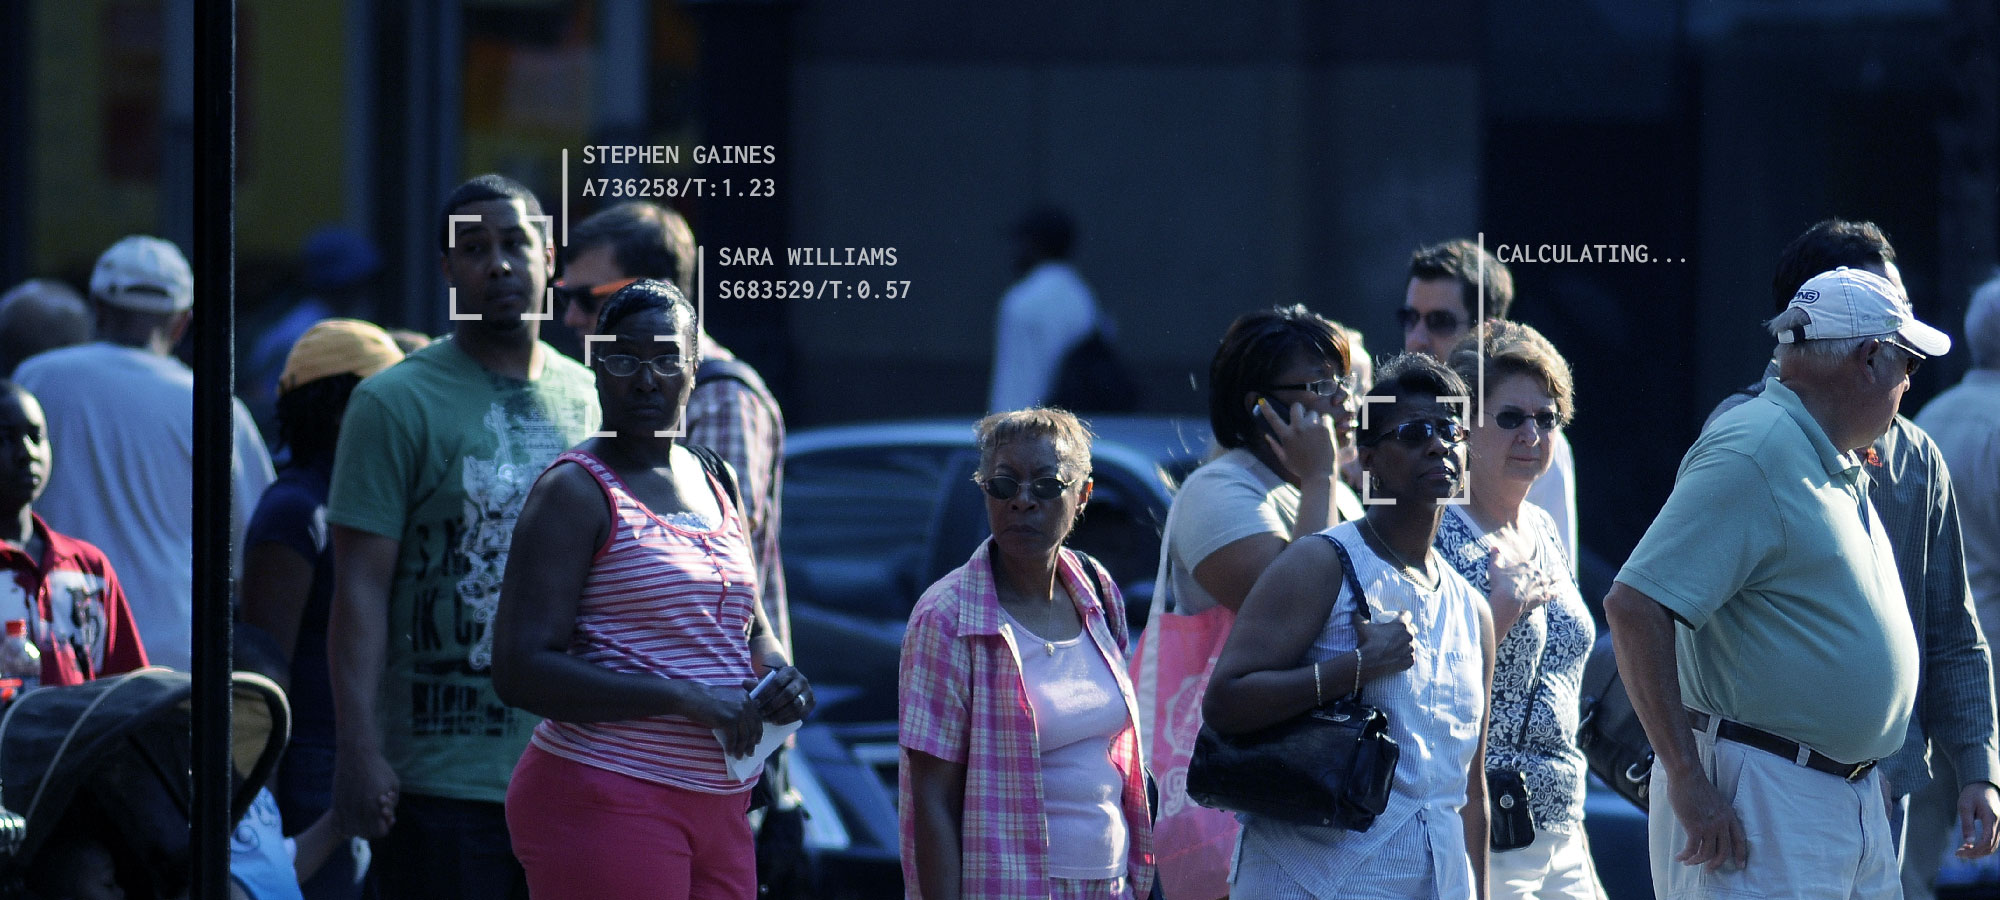 STEPHEN GAINES
A736258/T:1.23
SARA WILLIAMS
S683529/T:0.57
CALCULATING...